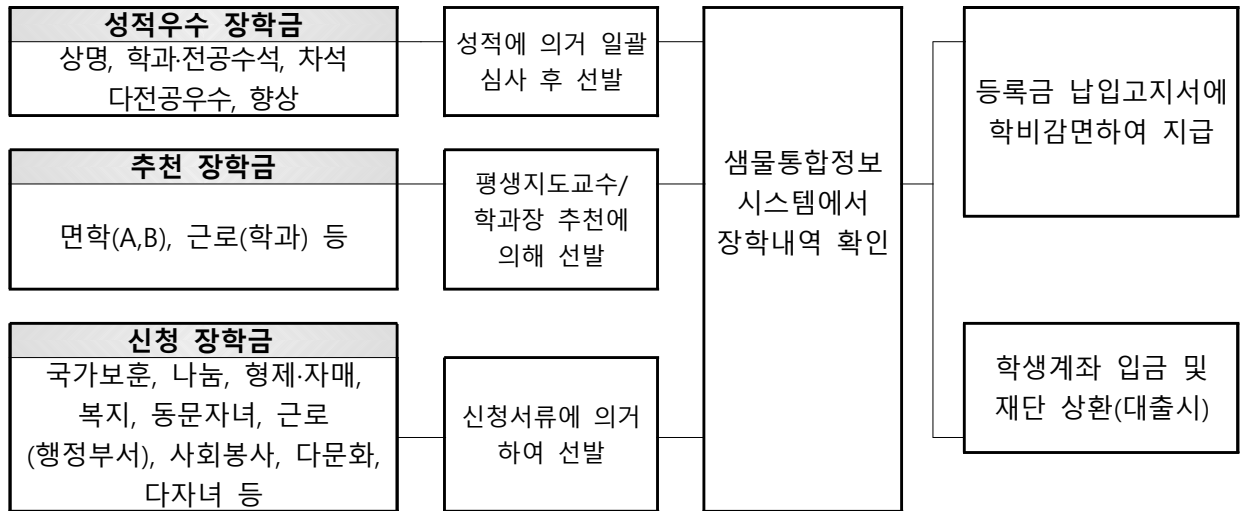 성적우수 장학금
상명, 학과·전공수석, 차석
다전공우수, 향상
성적에 의거 일괄
심사 후 선발
추천 장학금
면학(A,B), 근로(학과) 등
평생지도교수/
학과장 추천에
의해 선발
신청 장학금
국가보훈, 나눔, 형제·자매,
복지, 동문자녀, 근로
(행정부서), 사회봉사, 다문화,
다자녀 등
신청서류에 의거
하여 선발
샘물통합정보
시스템에서
장학내역 확인
등록금 납입고지서에
학비감면하여 지급
학생계좌 입금 및
재단 상환(대출시)